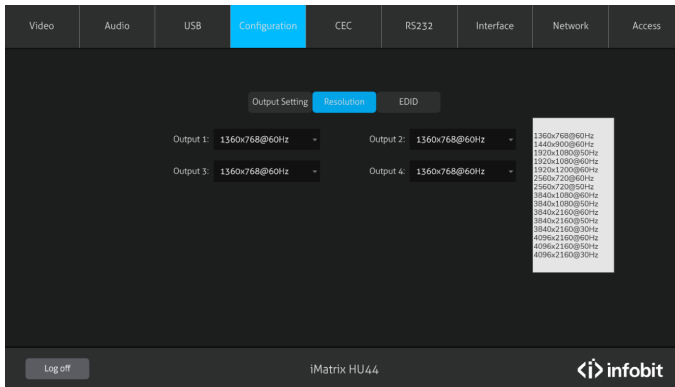 Video Audio USB Configuration CEC RS232 Interface Network Access
Output Setting Resolution EDID
Output 1: 1360x768@60Hz Output 2: 1360x768@60Hz
Output 3: 1360x768@60Hz Output 4: 1360x768@60Hz
1360x768@60Hz
1440x900@60Hz
1920x1080@50Hz
1920x1080@60Hz
1920x1200@60Hz
2560x720@60Hz
2560x720@50Hz
3840x1080@60Hz
3840x1080@50Hz
3840x2160@60Hz
3840x2160@50Hz
3840x2160@30Hz
4096x2160@60Hz
4096x2160@50Hz
4096x2160@30Hz
Log off iMatrix HU44 <i> infobit